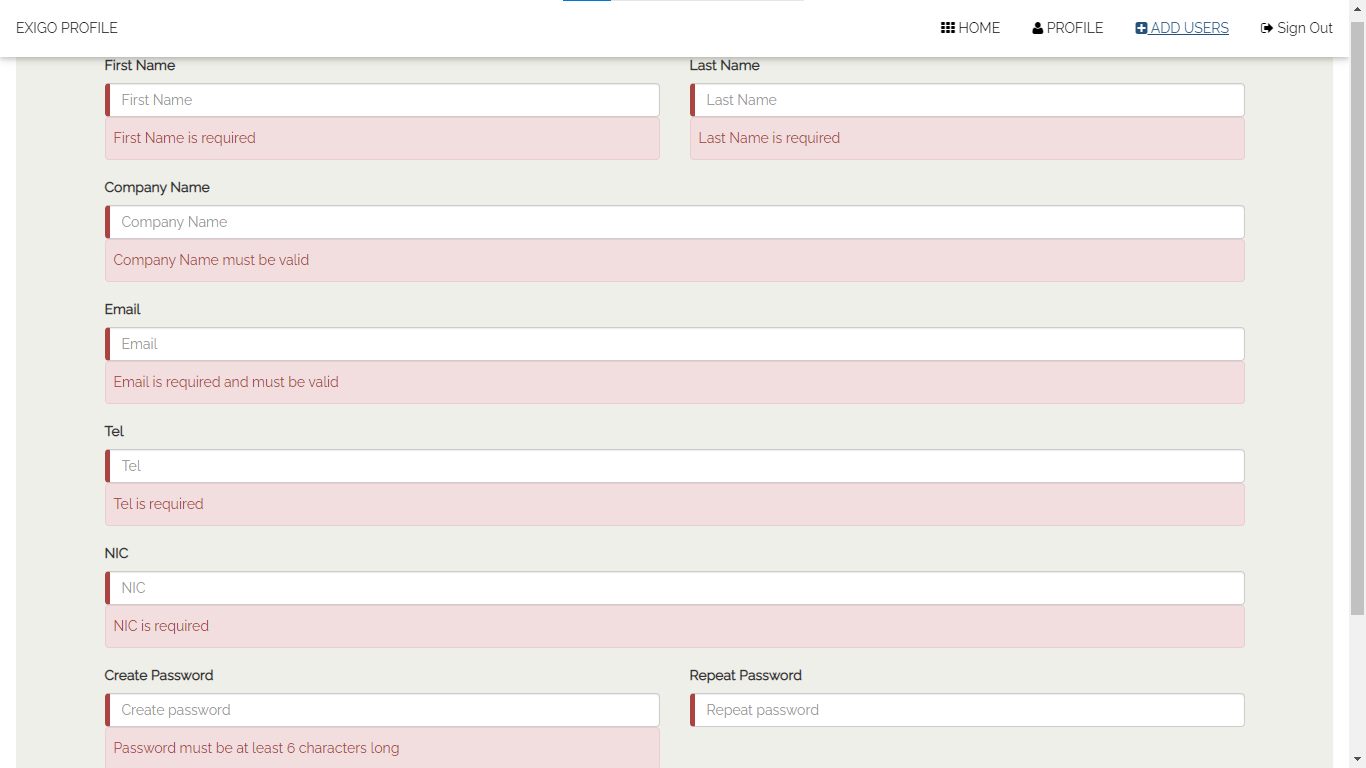 EXIGO PROFILE HOME PROFILE ADD USERS Sign Out
First Name Last Name
First Name Last Name
First Name is required Last Name is required
Company Name
Company Name
Company Name must be valid
Email
Email
Email is required and must be valid
Tel
Tel
Tel is required
NIC
NIC
NIC is required
Create Password Repeat Password
Create password Repeat password
Password must be at least 6 characters long